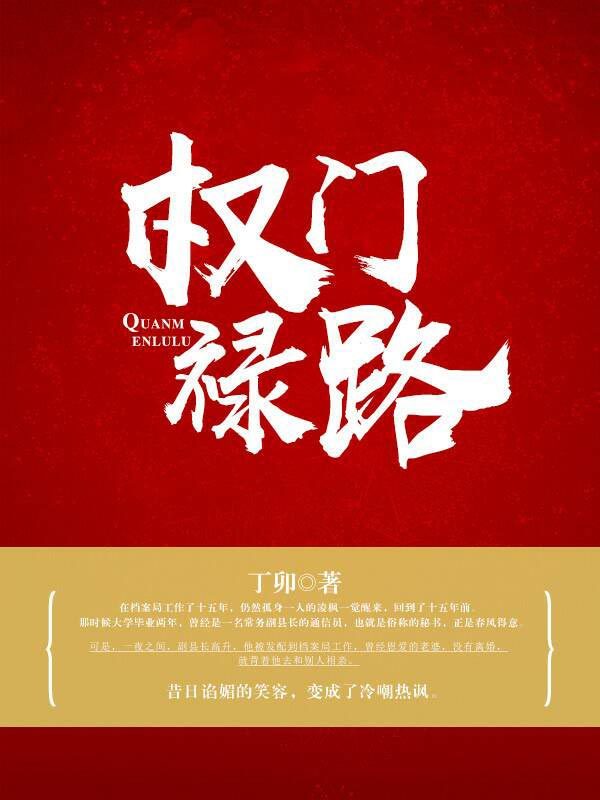 权门
QUANM
ENLULU
禄路
丁卯◎著
在档案局工作了十五年，仍然孤身一人的凌枫一觉醒来，回到了十五年前。
那时候大学毕业两年，曾经是一名常务副县长的通信员，也就是俗称的秘书，正是春风得意。
可是，一夜之间，副县长高升，他被发配到档案局工作，曾经恩爱的老婆，没有离婚，
就背着他去和别人相亲。
昔日谄媚的笑容，变成了冷嘲热讽。